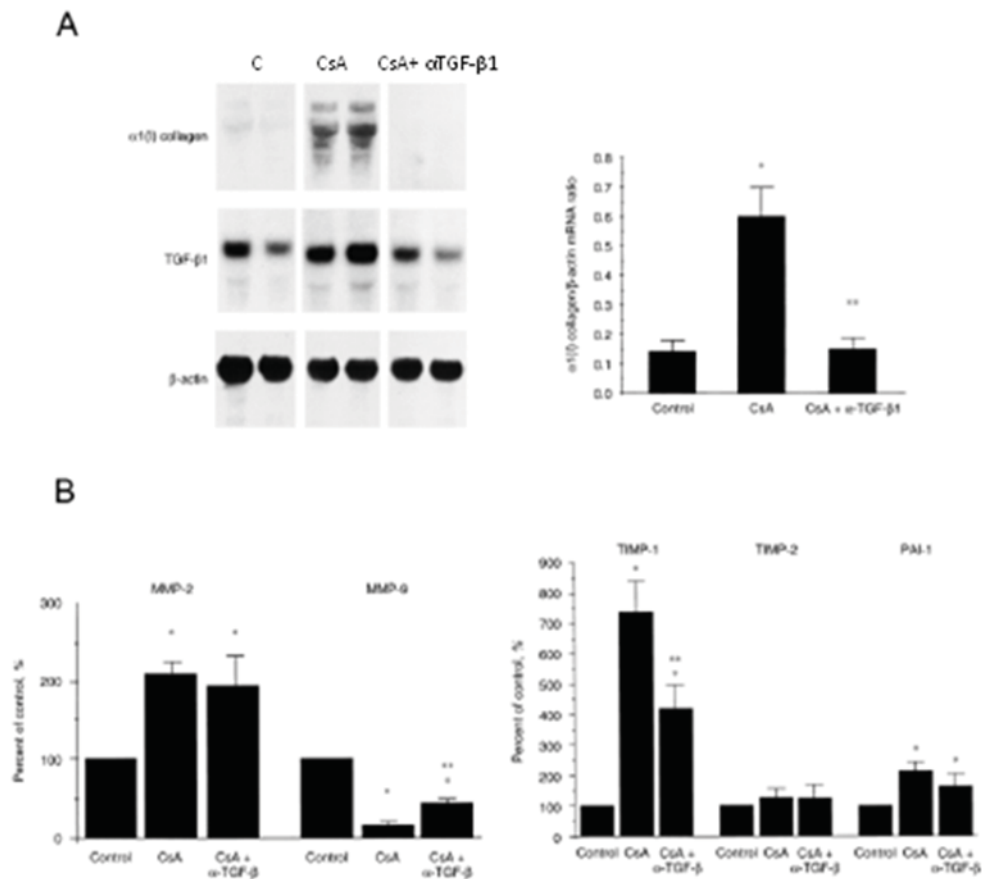 A
C CsA CsA+ αTGF-β1
α1(I) collagen
TGF-β1
β-actin
α1(I) collagen/β-actin mRNA ratio
0.8
0.7
0.6
0.5
0.4
0.3
0.2
0.1
0.0
*
**
Control CsA CsA + α-TGF-β1
B
MMP-2 MMP-9
Percent of control, %
300
200
100
0
* *
*
**
*
Control CsA CsA + α-TGF-β Control CsA CsA + α-TGF-β
TIMP-1 TIMP-2 PAI-1
Percent of control, %
900
800
700
600
500
400
300
200
100
0
*
**
*
* *
Control CsA CsA + α-TGF-β Control CsA CsA + α-TGF-β Control CsA CsA + α-TGF-β